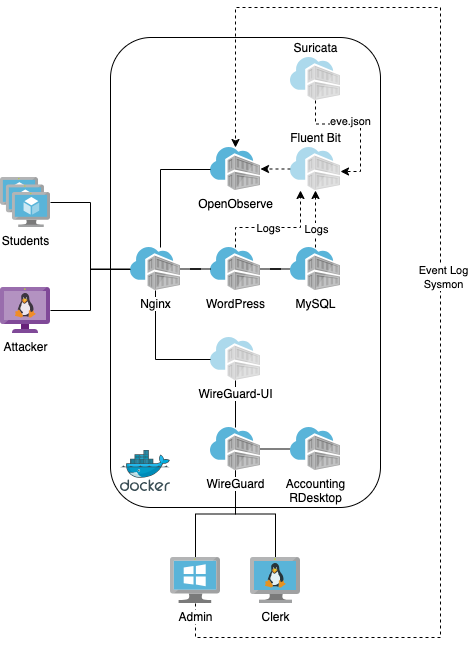 Suricata
eve.json
Fluent Bit
OpenObserve
Logs
Logs
Students
Event Log
Sysmon
Nginx
WordPress
MySQL
Attacker
WireGuard-UI
docker
WireGuard
Accounting
RDesktop
Admin
Clerk